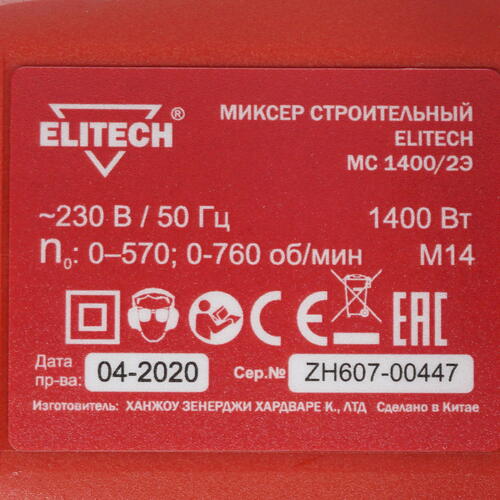 ELITECH®
МИКСЕР СТРОИТЕЛЬНЫЙ
ELITECH
МС 1400/2Э
~230 В / 50 Гц 1400 Вт
n₀: 0–570; 0-760 об/мин M14
CE EAC
Дата
пр-ва: 04-2020 Сер.№ ZH607-00447
Изготовитель: ХАНЖОУ ЗЕНЕРДЖИ ХАРДВАРЕ К., ЛТД Сделано в Китае